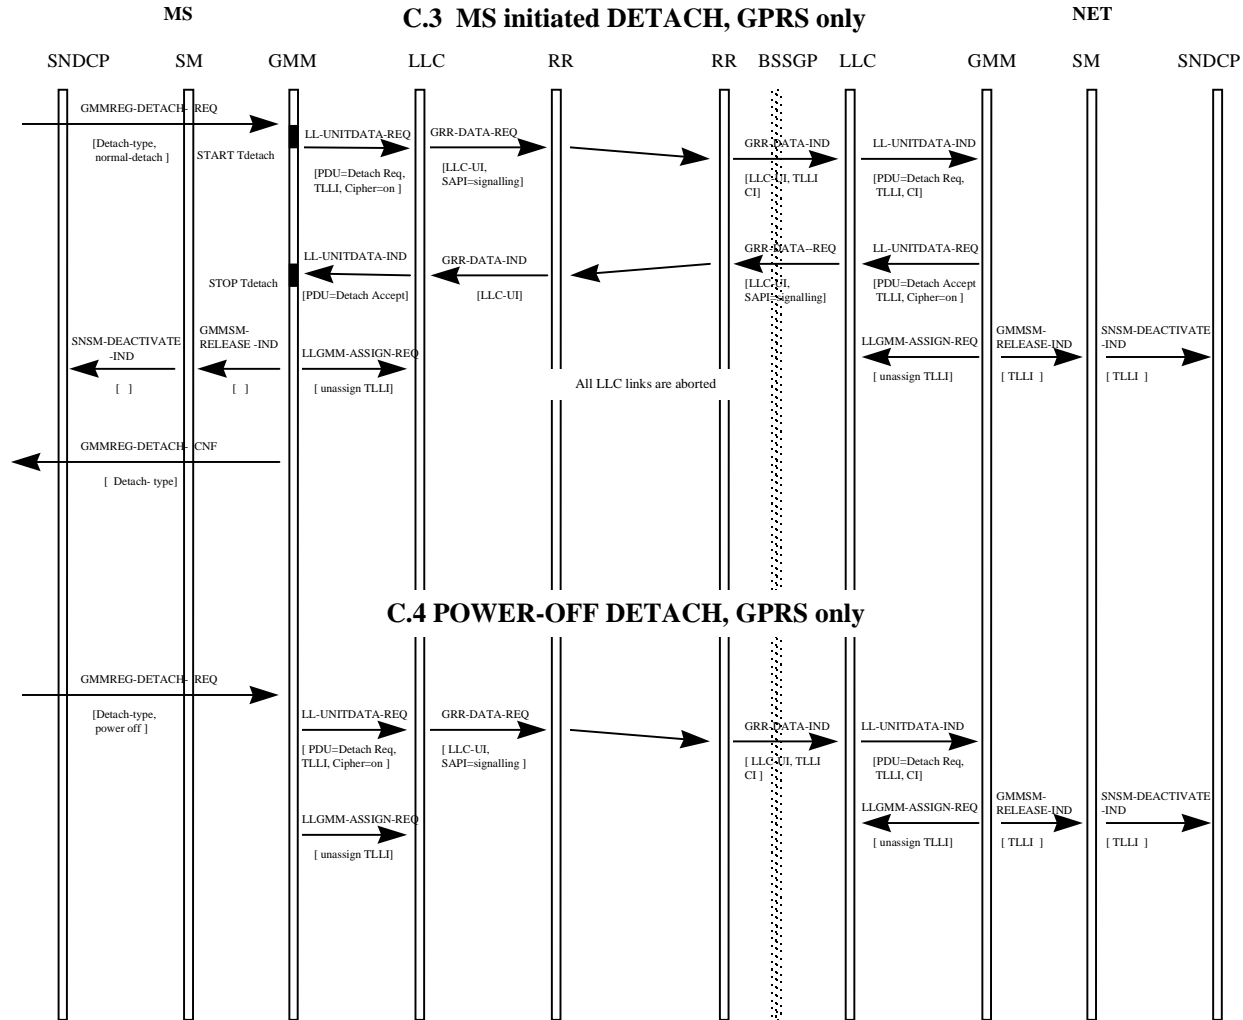 MS
C.3 MS initiated DETACH, GPRS only
NET
SNDCP SM GMM LLC RR RR BSSGP LLC GMM SM SNDCP
GMMREG-DETACH- REQ
[Detach-type,
normal-detach ]
START Tdetach
LL-UNITDATA-REQ
[PDU=Detach Req,
TLLI, Cipher=on ]
GRR-DATA-REQ
[LLC-UI,
SAPI=signalling]
GRR-DATA-IND
[LLC-UI, TLLI
CI]
LL-UNITDATA-IND
[PDU=Detach Req,
TLLI, CI]
STOP Tdetach
LL-UNITDATA-IND
[PDU=Detach Accept]
GRR-DATA-IND
[LLC-UI]
GRR-DATA--REQ
[LLC-UI,
SAPI=signalling]
LL-UNITDATA-REQ
[PDU=Detach Accept
TLLI, Cipher=on ]
SNSM-DEACTIVATE
-IND
[ ]
GMMSM-
RELEASE -IND
[ ]
LLGMM-ASSIGN-REQ
[ unassign TLLI]
All LLC links are aborted
LLGMM-ASSIGN-REQ
[ unassign TLLI]
GMMSM-
RELEASE-IND
[ TLLI ]
SNSM-DEACTIVATE
-IND
[ TLLI ]
GMMREG-DETACH- CNF
[ Detach- type]
C.4 POWER-OFF DETACH, GPRS only
GMMREG-DETACH- REQ
[Detach-type,
power off ]
LL-UNITDATA-REQ
[ PDU=Detach Req,
TLLI, Cipher=on ]
GRR-DATA-REQ
[ LLC-UI,
SAPI=signalling ]
GRR-DATA-IND
[ LLC-UI, TLLI
CI ]
LL-UNITDATA-IND
[PDU=Detach Req,
TLLI, CI]
LLGMM-ASSIGN-REQ
[ unassign TLLI]
LLGMM-ASSIGN-REQ
[ unassign TLLI]
GMMSM-
RELEASE-IND
[ TLLI ]
SNSM-DEACTIVATE
-IND
[ TLLI ]